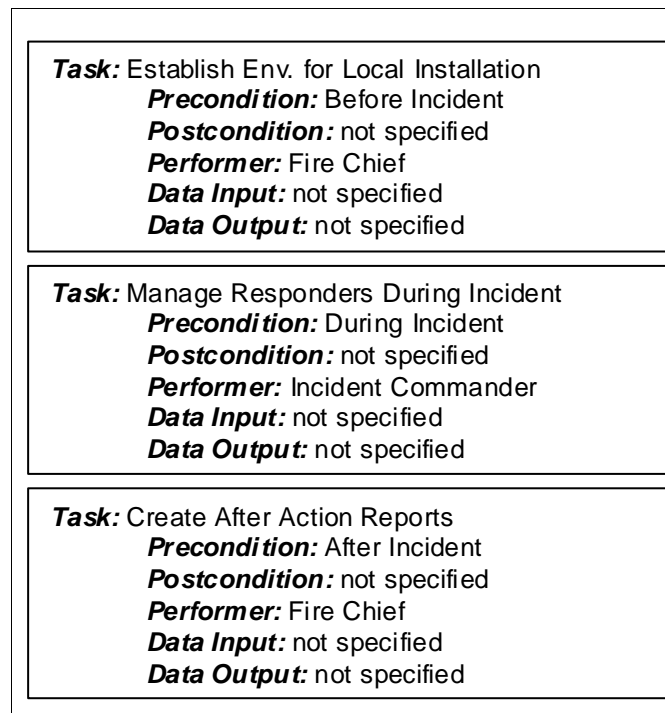 Task: Establish Env. for Local Installation
Precondition: Before Incident
Postcondition: not specified
Performer: Fire Chief
Data Input: not specified
Data Output: not specified
Task: Manage Responders During Incident
Precondition: During Incident
Postcondition: not specified
Performer: Incident Commander
Data Input: not specified
Data Output: not specified
Task: Create After Action Reports
Precondition: After Incident
Postcondition: not specified
Performer: Fire Chief
Data Input: not specified
Data Output: not specified